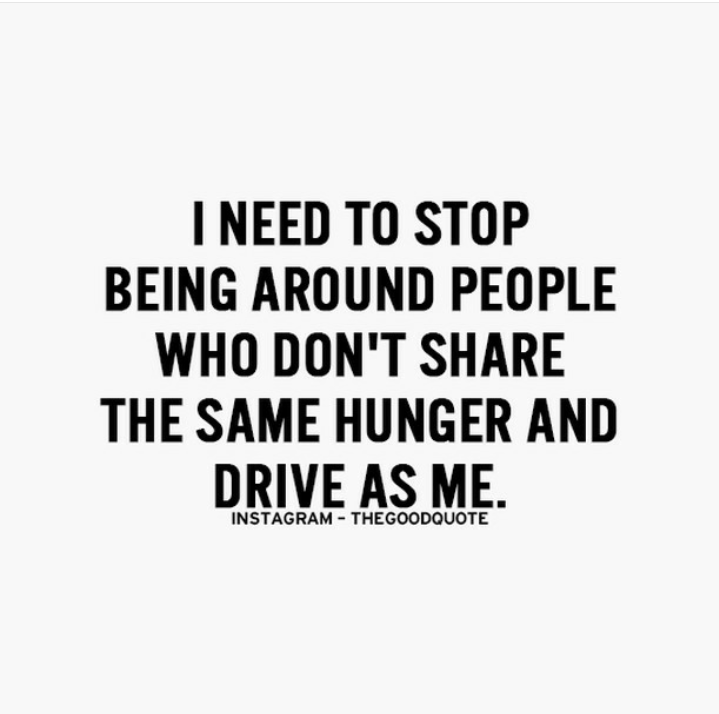 I NEED TO STOP
BEING AROUND PEOPLE
WHO DON'T SHARE
THE SAME HUNGER AND
DRIVE AS ME.
INSTAGRAM - THEGOODQUOTE